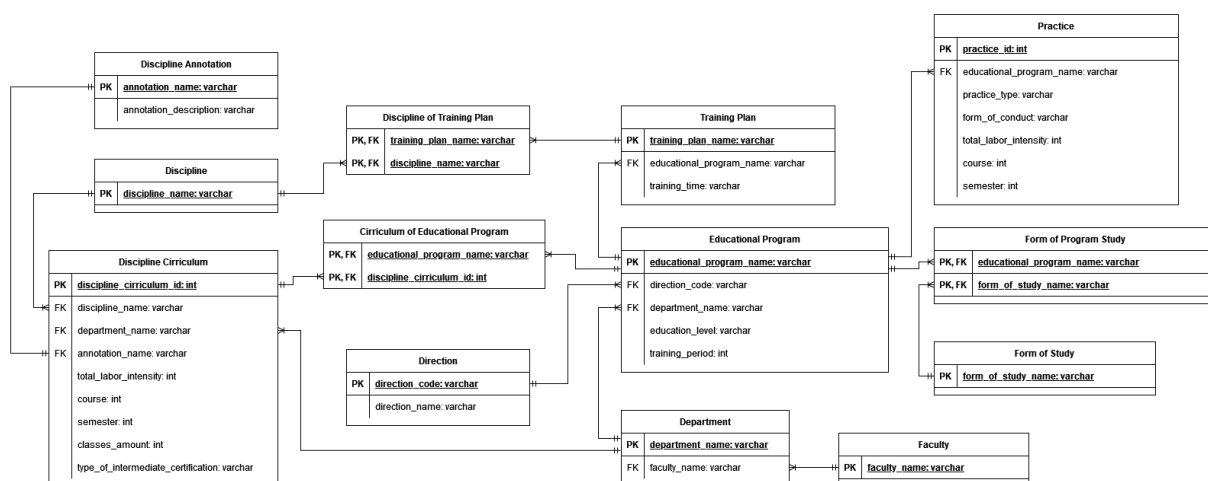 Discipline Annotation
PK annotation_name: varchar
annotation_description: varchar
Discipline
PK discipline_name: varchar
Discipline Cirriculum
PK discipline_cirriculum_id: int
FK discipline_name: varchar
FK department_name: varchar
FK annotation_name: varchar
total_labor_intensity: int
course: int
semester: int
classes_amount: int
type_of_intermediate_certification: varchar
Discipline of Training Plan
PK, FK training_plan_name: varchar
PK, FK discipline_name: varchar
Cirriculum of Educational Program
PK, FK educational_program_name: varchar
PK, FK discipline_cirriculum_id: int
Direction
PK direction_code: varchar
direction_name: varchar
Training Plan
PK training_plan_name: varchar
FK educational_program_name: varchar
training_time: varchar
Educational Program
PK educational_program_name: varchar
FK direction_code: varchar
FK department_name: varchar
education_level: varchar
training_period: int
Department
PK department_name: varchar
FK faculty_name: varchar
Faculty
PK faculty_name: varchar
Practice
PK practice_id: int
FK educational_program_name: varchar
practice_type: varchar
form_of_conduct: varchar
total_labor_intensity: int
course: int
semester: int
Form of Program Study
PK, FK educational_program_name: varchar
PK, FK form_of_study_name: varchar
Form of Study
PK form_of_study_name: varchar